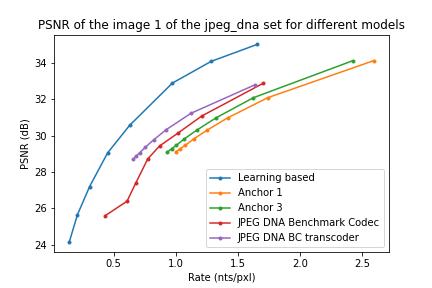 PSNR of the image 1 of the jpeg_dna set for different models
PSNR (dB)
34
32
30
28
26
24
Learning based
Anchor 1
Anchor 3
JPEG DNA Benchmark Codec
JPEG DNA BC transcoder
0.5 1.0 1.5 2.0 2.5
Rate (nts/pxl)